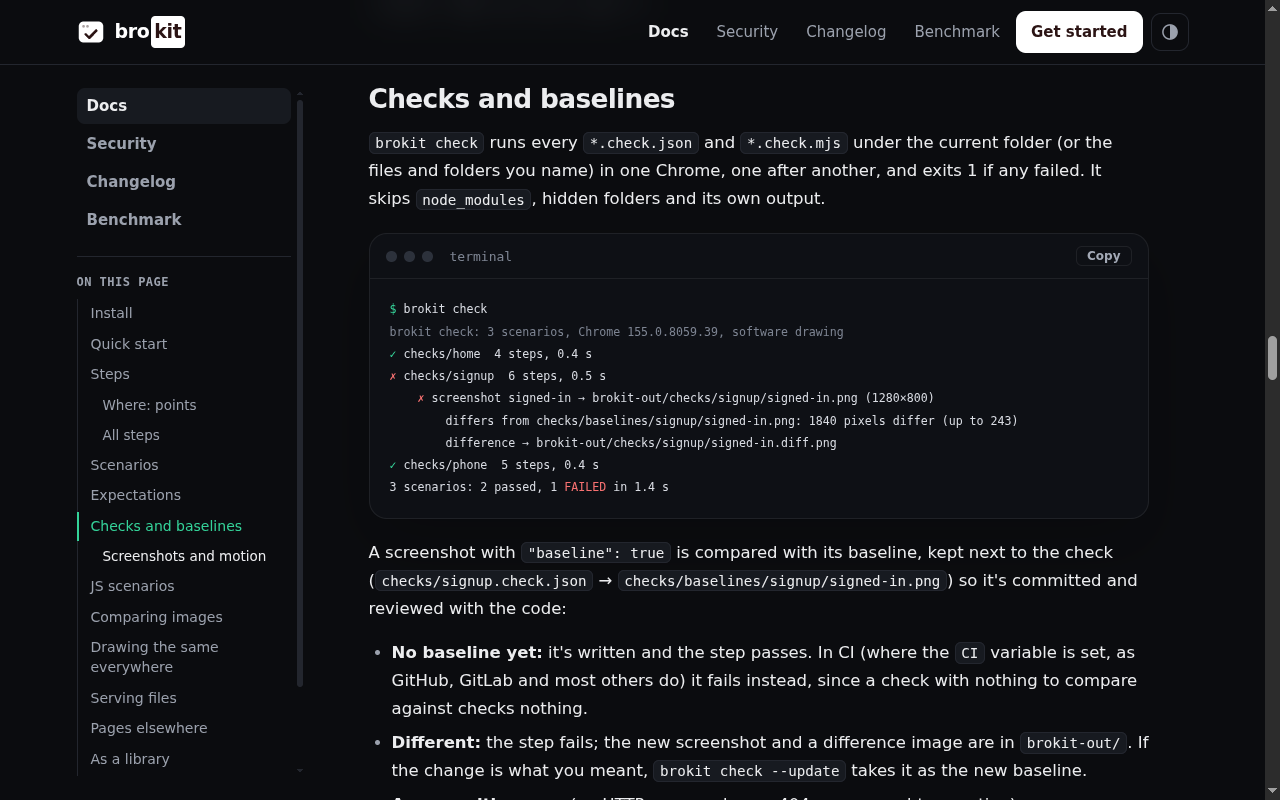 brokit
Docs
Security
Changelog
Benchmark
Get started
Docs
Security
Changelog
Benchmark
ON THIS PAGE
Install
Quick start
Steps
Where: points
All steps
Scenarios
Expectations
Checks and baselines
Screenshots and motion
JS scenarios
Comparing images
Drawing the same
everywhere
Serving files
Pages elsewhere
As a library
Checks and baselines
brokit check runs every *.check.json and *.check.mjs under the current folder (or the
files and folders you name) in one Chrome, one after another, and exits 1 if any failed. It
skips node_modules, hidden folders and its own output.
terminal
Copy
$ brokit check
brokit check: 3 scenarios, Chrome 155.0.8059.39, software drawing
✓ checks/home 4 steps, 0.4 s
✗ checks/signup 6 steps, 0.5 s
✗ screenshot signed-in → brokit-out/checks/signup/signed-in.png (1280×800)
differs from checks/baselines/signup/signed-in.png: 1840 pixels differ (up to 243)
difference → brokit-out/checks/signup/signed-in.diff.png
✓ checks/phone 5 steps, 0.4 s
3 scenarios: 2 passed, 1 FAILED in 1.4 s
A screenshot with "baseline": true is compared with its baseline, kept next to the check
(checks/signup.check.json → checks/baselines/signup/signed-in.png) so it's committed and
reviewed with the code:
• No baseline yet: it's written and the step passes. In CI (where the CI variable is set, as
GitHub, GitLab and most others do) it fails instead, since a check with nothing to compare
against checks nothing.
• Different: the step fails; the new screenshot and a difference image are in brokit-out/. If
the change is what you meant, brokit check --update takes it as the new baseline.